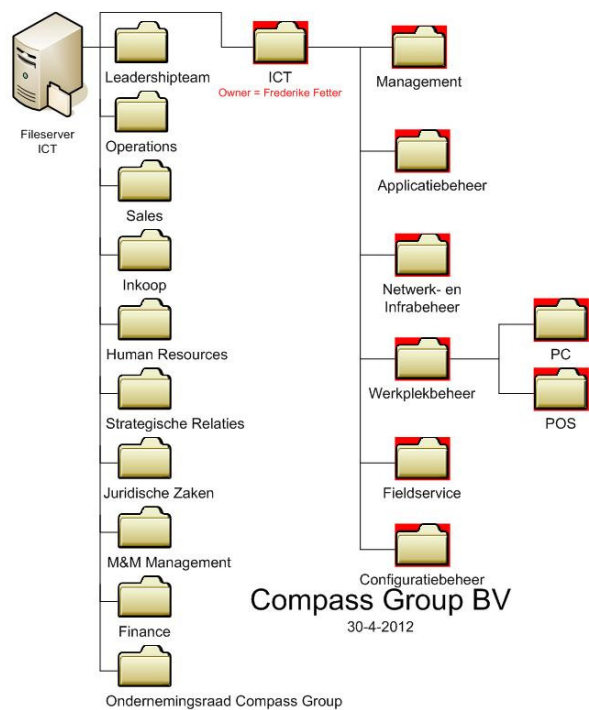 Fileserver
ICT
Leadershipteam
Operations
Sales
Inkoop
Human Resources
Strategische Relaties
Juridische Zaken
M&M Management
Finance
Ondernemingsraad Compass Group
ICT
Owner = Frederike Fetter
Management
Applicatiebeheer
Netwerk- en
Infrabeheer
Werkplekbeheer
PC
POS
Fieldservice
Configuratiebeheer
Compass Group BV
30-4-2012